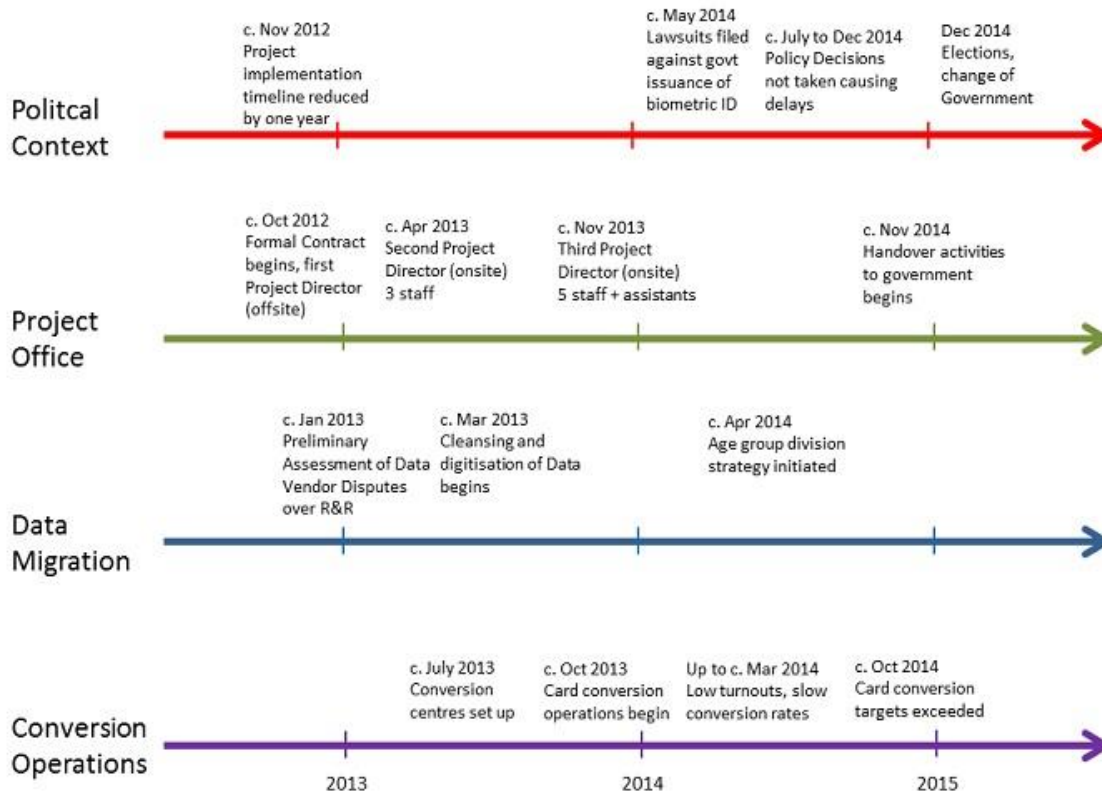 Politcal
Context
c. Nov 2012
Project
implementation
timeline reduced
by one year
c. May 2014
Lawsuits filed
against govt
issuance of
biometric ID
c. July to Dec 2014
Policy Decisions
not taken causing
delays
Dec 2014
Elections,
change of
Government
Project
Office
c. Oct 2012
Formal Contract
begins, first
Project Director
(offsite)
c. Apr 2013
Second Project
Director (onsite)
3 staff
c. Nov 2013
Third Project
Director (onsite)
5 staff + assistants
c. Nov 2014
Handover activities
to government
begins
Data
Migration
c. Jan 2013
Preliminary
Assessment of Data
Vendor Disputes
over R&R
c. Mar 2013
Cleansing and
digitisation of Data
begins
c. Apr 2014
Age group division
strategy initiated
Conversion
Operations
c. July 2013
Conversion
centres set up
c. Oct 2013
Card conversion
operations begin
Up to c. Mar 2014
Low turnouts, slow
conversion rates
c. Oct 2014
Card conversion
targets exceeded
2013
2014
2015